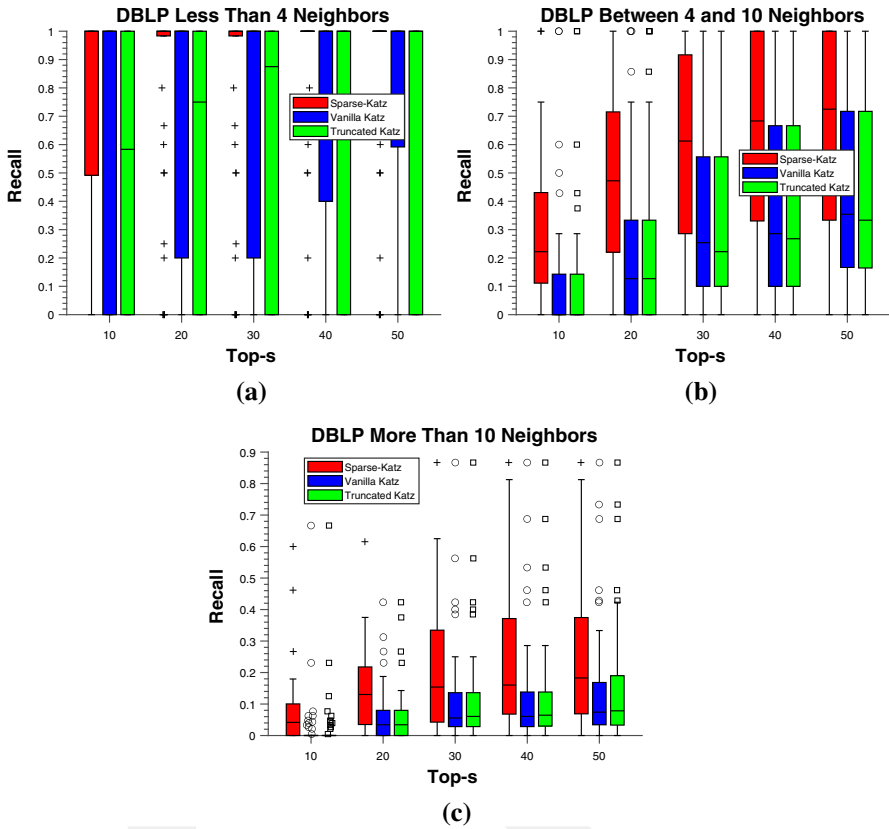 DBLP Less Than 4 Neighbors
1
0.9
0.8
0.7
0.6
0.5
0.4
0.3
0.2
0.1
0
Recall
Sparse-Katz
Vanilla Katz
Truncated Katz
10 20 30 40 50
Top-s
(a)
DBLP Between 4 and 10 Neighbors
1
0.9
0.8
0.7
0.6
0.5
0.4
0.3
0.2
0.1
0
Recall
Sparse-Katz
Vanilla Katz
Truncated Katz
10 20 30 40 50
Top-s
(b)
DBLP More Than 10 Neighbors
0.9
0.8
0.7
0.6
0.5
0.4
0.3
0.2
0.1
0
Recall
Sparse-Katz
Vanilla Katz
Truncated Katz
10 20 30 40 50
Top-s
(c)